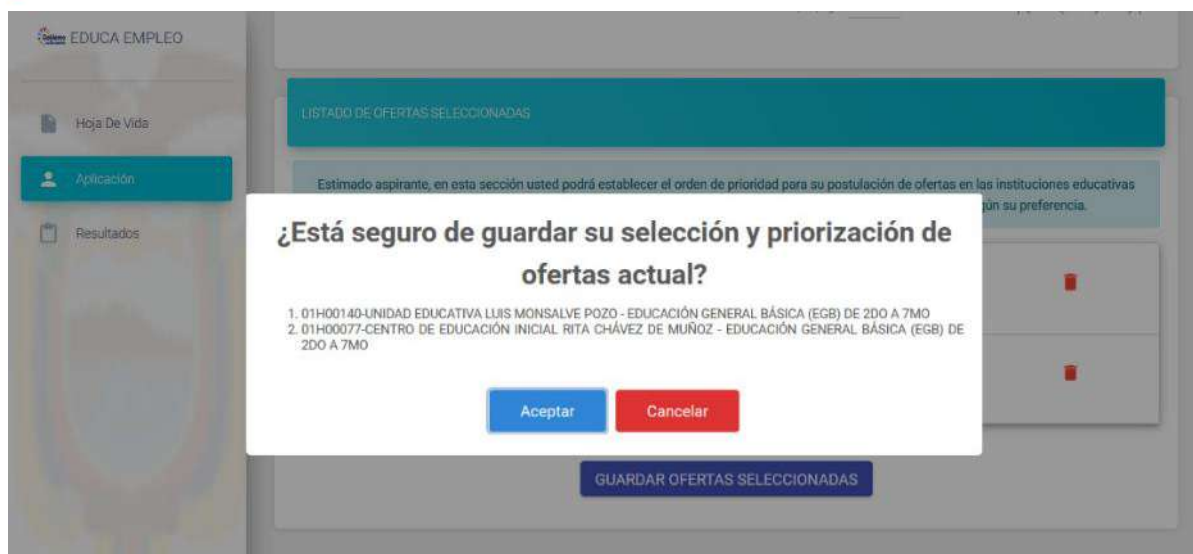 EDUCA EMPLEO
Hoja De Vida
Aplicación
Resultados
LISTADO DE OFERTAS SELECCIONADAS
Estimado aspirante, en esta sección usted podrá establecer el orden de prioridad para su postulación de ofertas en las instituciones educativas
su preferencia.
¿Está seguro de guardar su selección y priorización de
ofertas actual?
1. 01H00140-UNIDAD EDUCATIVA LUIS MONSALVE POZO - EDUCACIÓN GENERAL BÁSICA (EGB) DE 2DO A 7MO
2. 01H00077-CENTRO DE EDUCACIÓN INICIAL RITA CHÁVEZ DE MUÑOZ - EDUCACIÓN GENERAL BÁSICA (EGB) DE
2DO A 7MO
Aceptar
Cancelar
GUARDAR OFERTAS SELECCIONADAS